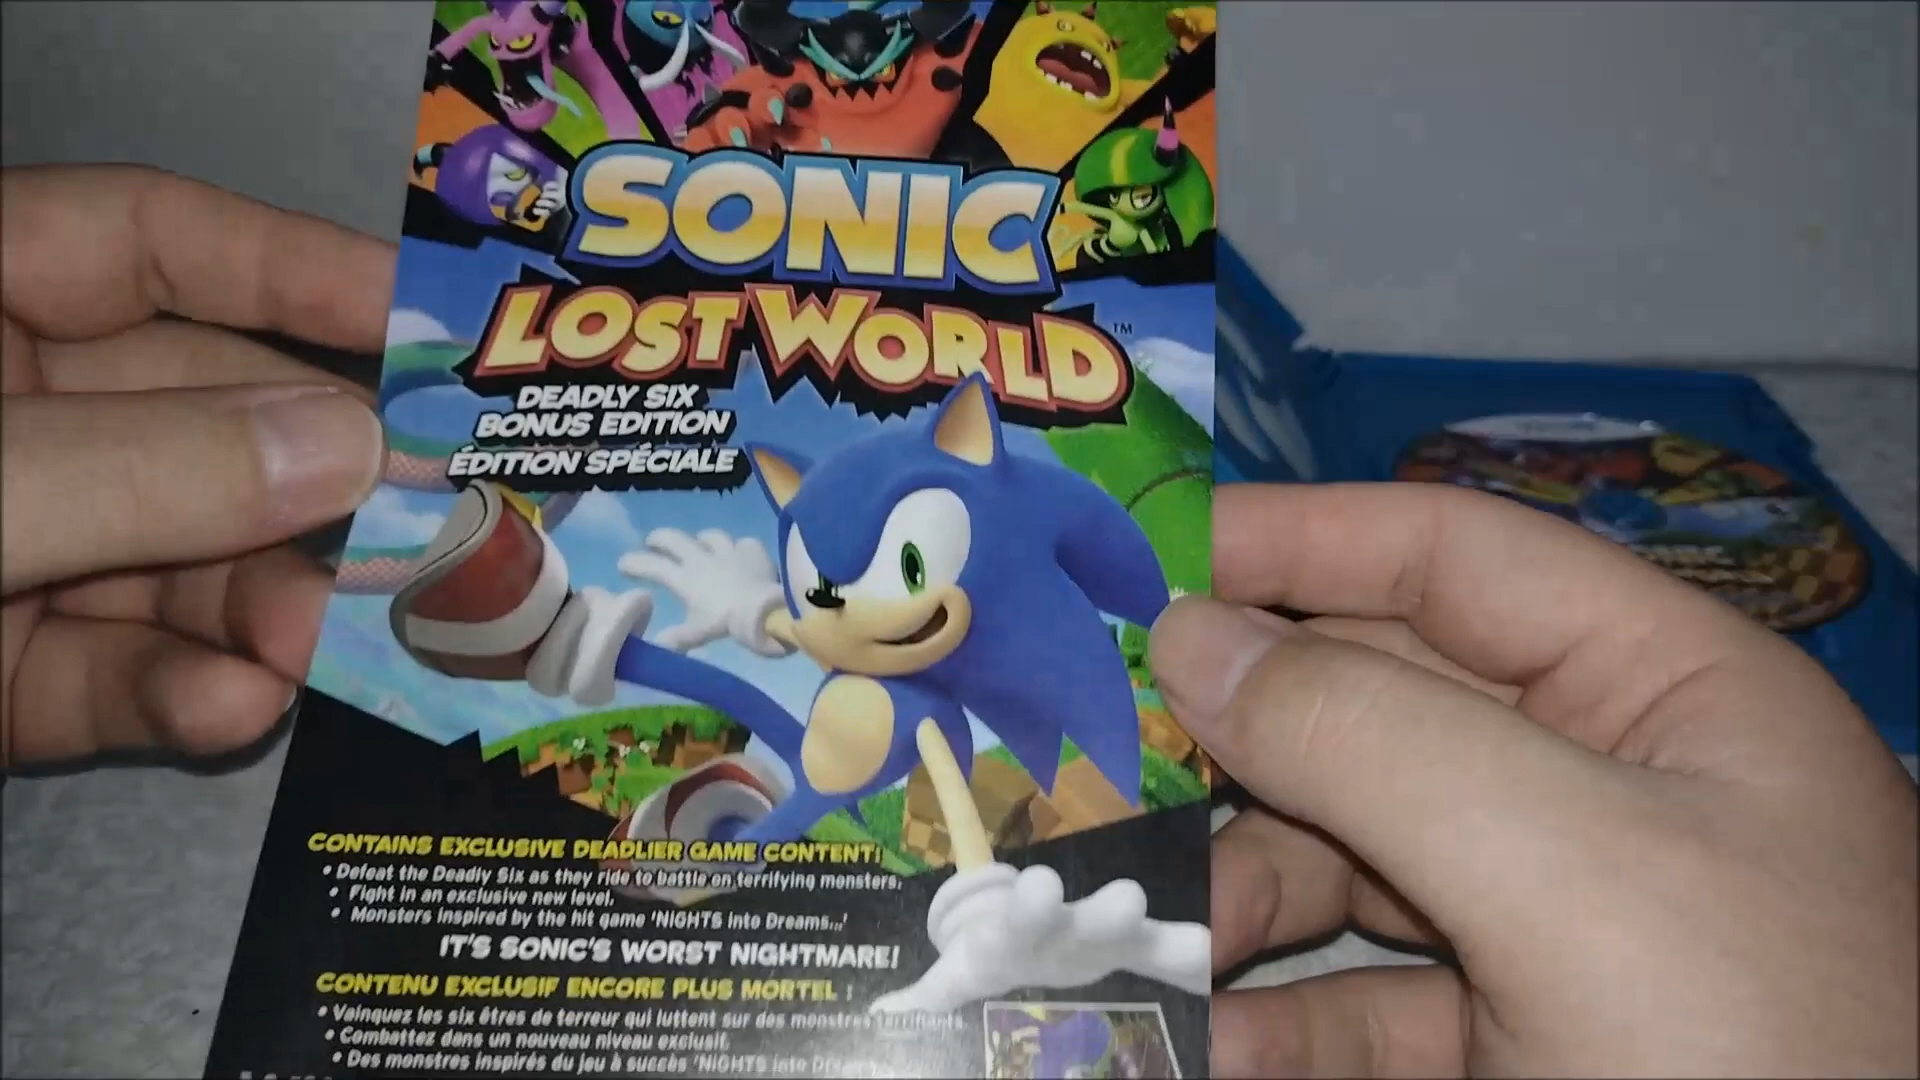 SONIC
LOST WORLD™
DEADLY SIX
BONUS EDITION
ÉDITION SPÉCIALE
CONTAINS EXCLUSIVE DEADLIER GAME CONTENT:
• Defeat the Deadly Six as they ride to battle on terrifying monsters.
• Fight in an exclusive new level.
• Monsters inspired by the hit game 'NiGHTS into Dreams...'
IT'S SONIC'S WORST NIGHTMARE!
CONTENU EXCLUSIF ENCORE PLUS MORTEL :
• Vainquez les six êtres de terreur qui luttent sur des monstres terrifiants.
• Combattez dans un nouveau niveau exclusif.
• Des monstres inspirés du jeu à succès 'NiGHTS into
SONIC